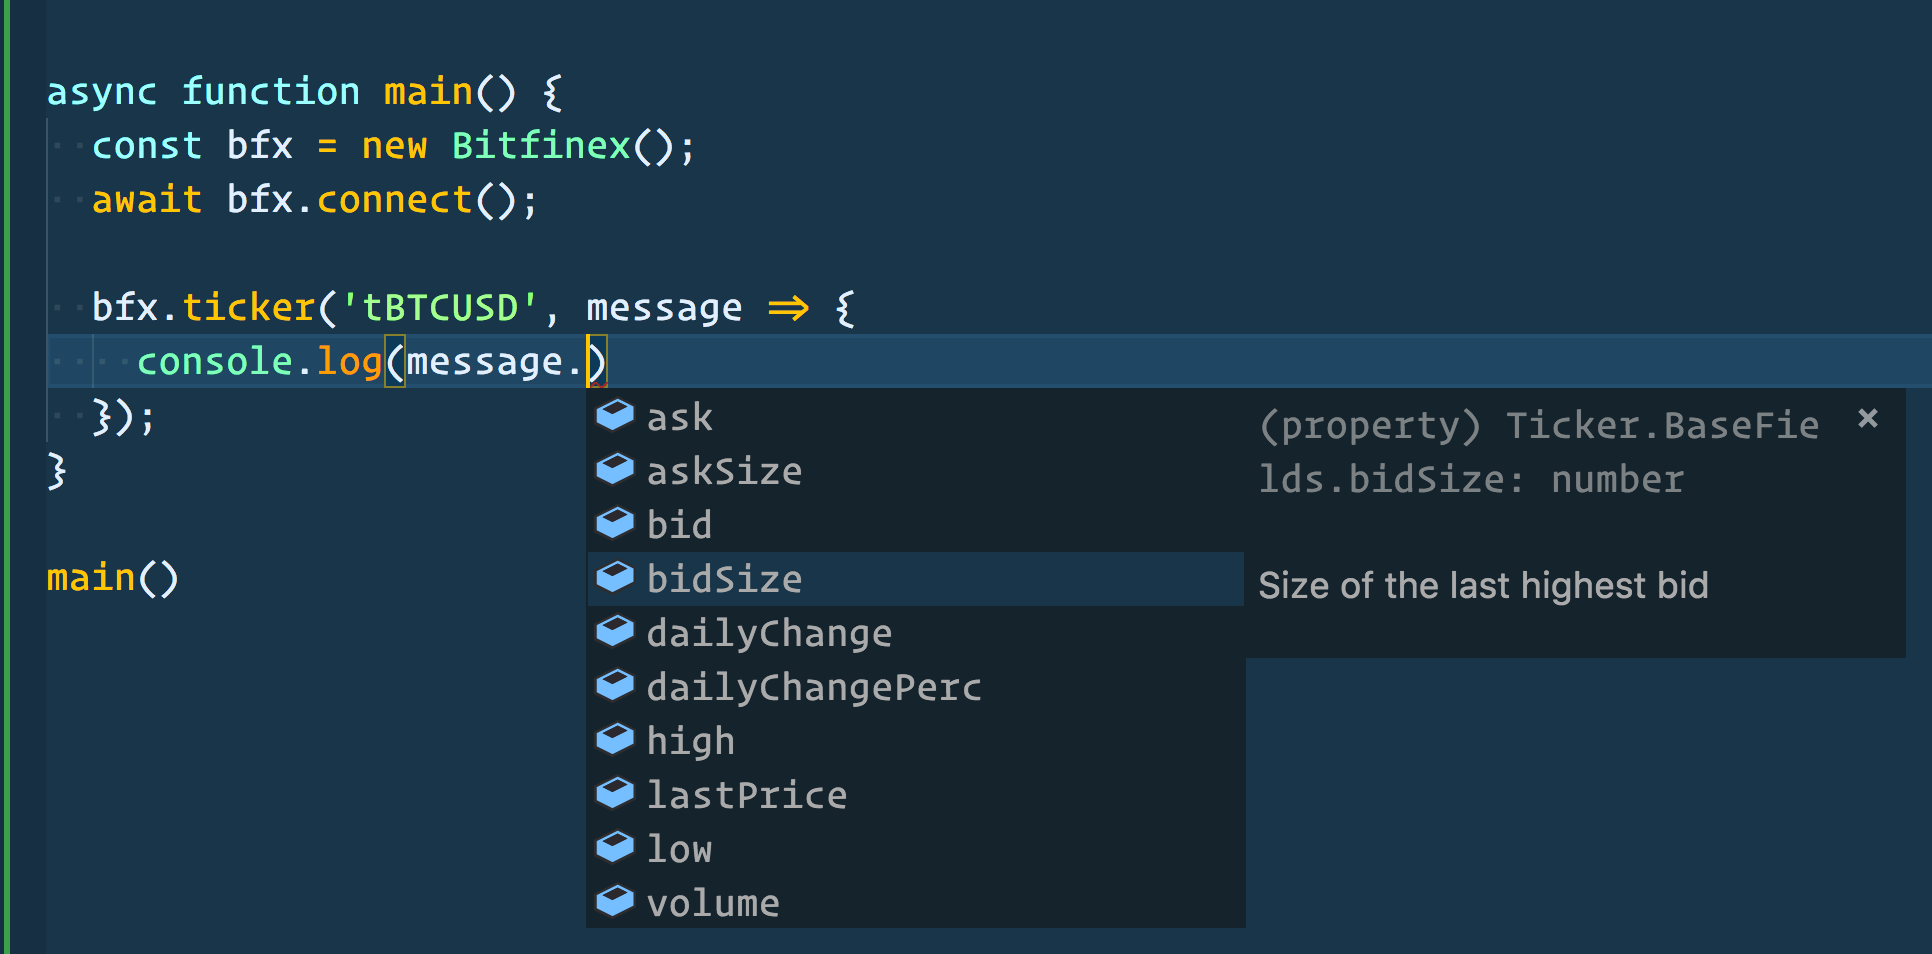 async function main() {
const bfx = new Bitfinex();
await bfx.connect();
bfx.ticker('tBTCUSD', message => {
console.log(message.)
});
}
main()
ask
askSize
bid
bidSize
dailyChange
dailyChangePerc
high
lastPrice
low
volume
(property) Ticker.BaseFie
lds.bidSize: number
Size of the last highest bid